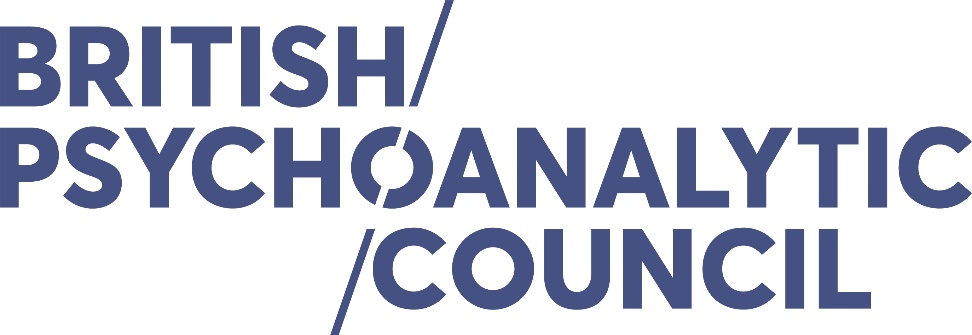 BRITISH/
PSYCHOANALYTIC
/COUNCIL